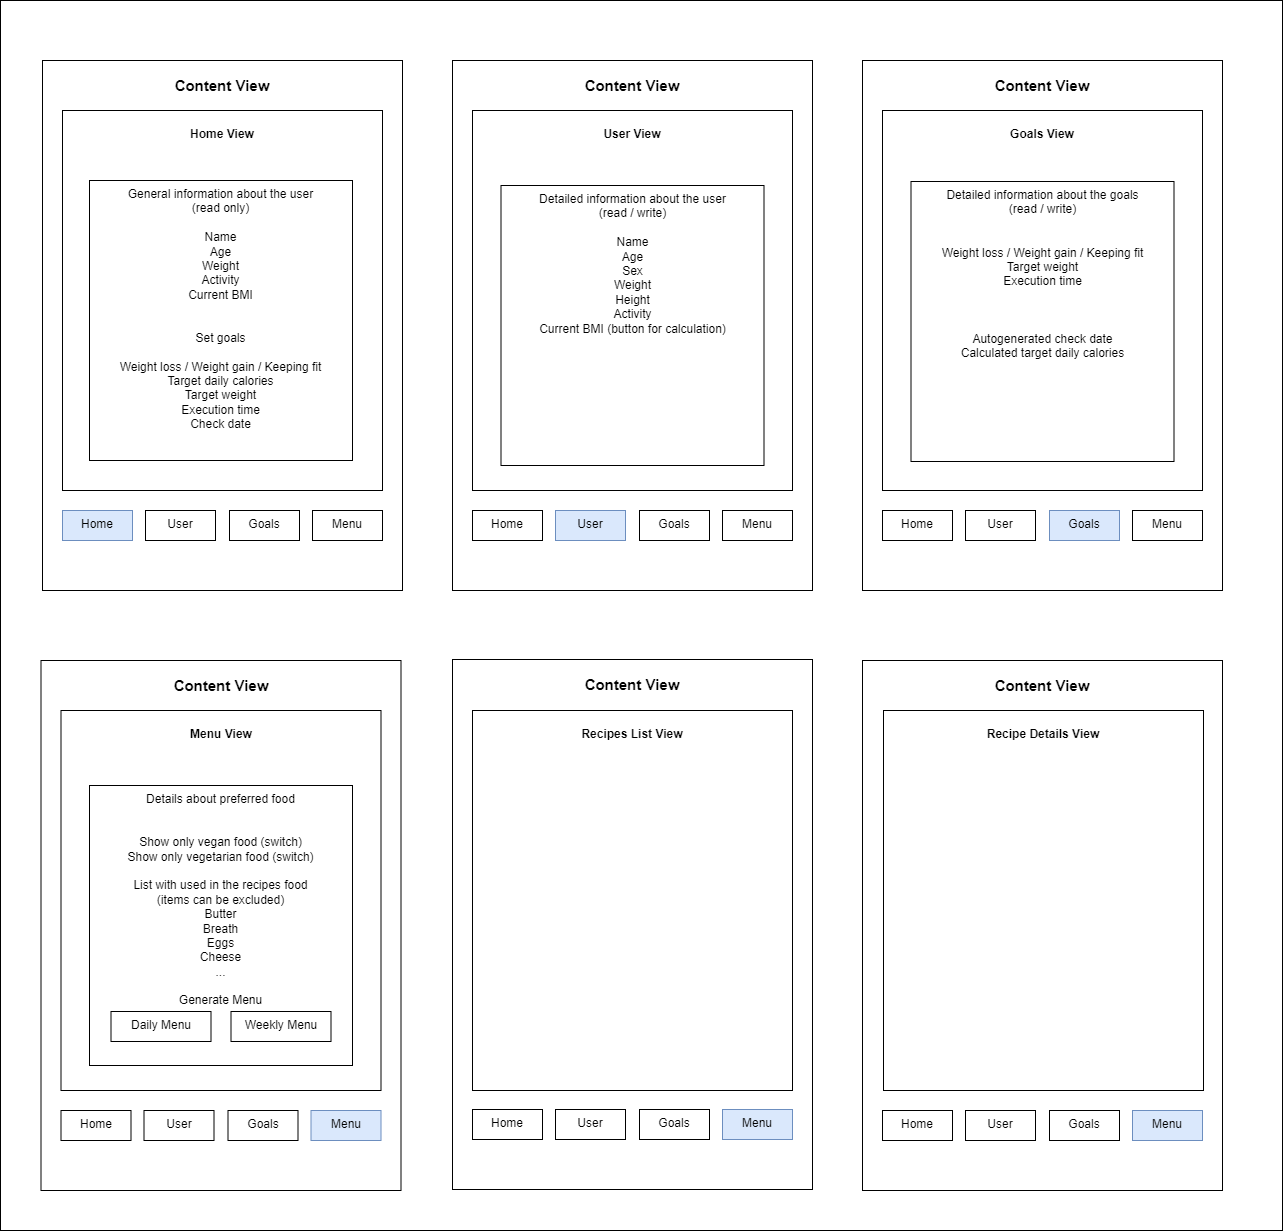 Content View
Home View
General information about the user
(read only)
Name
Age
Weight
Activity
Current BMI
Set goals
Weight loss / Weight gain / Keeping fit
Target daily calories
Target weight
Execution time
Check date
Home
User
Goals
Menu
Content View
User View
Detailed information about the user
(read / write)
Name
Age
Sex
Weight
Height
Activity
Current BMI (button for calculation)
Home
User
Goals
Menu
Content View
Goals View
Detailed information about the goals
(read / write)
Weight loss / Weight gain / Keeping fit
Target weight
Execution time
Autogenerated check date
Calculated target daily calories
Home
User
Goals
Menu
Content View
Menu View
Details about preferred food
Show only vegan food (switch)
Show only vegetarian food (switch)
List with used in the recipes food
(items can be excluded)
Butter
Breath
Eggs
Cheese
...
Generate Menu
Daily Menu
Weekly Menu
Home
User
Goals
Menu
Content View
Recipes List View
Home
User
Goals
Menu
Content View
Recipe Details View
Home
User
Goals
Menu